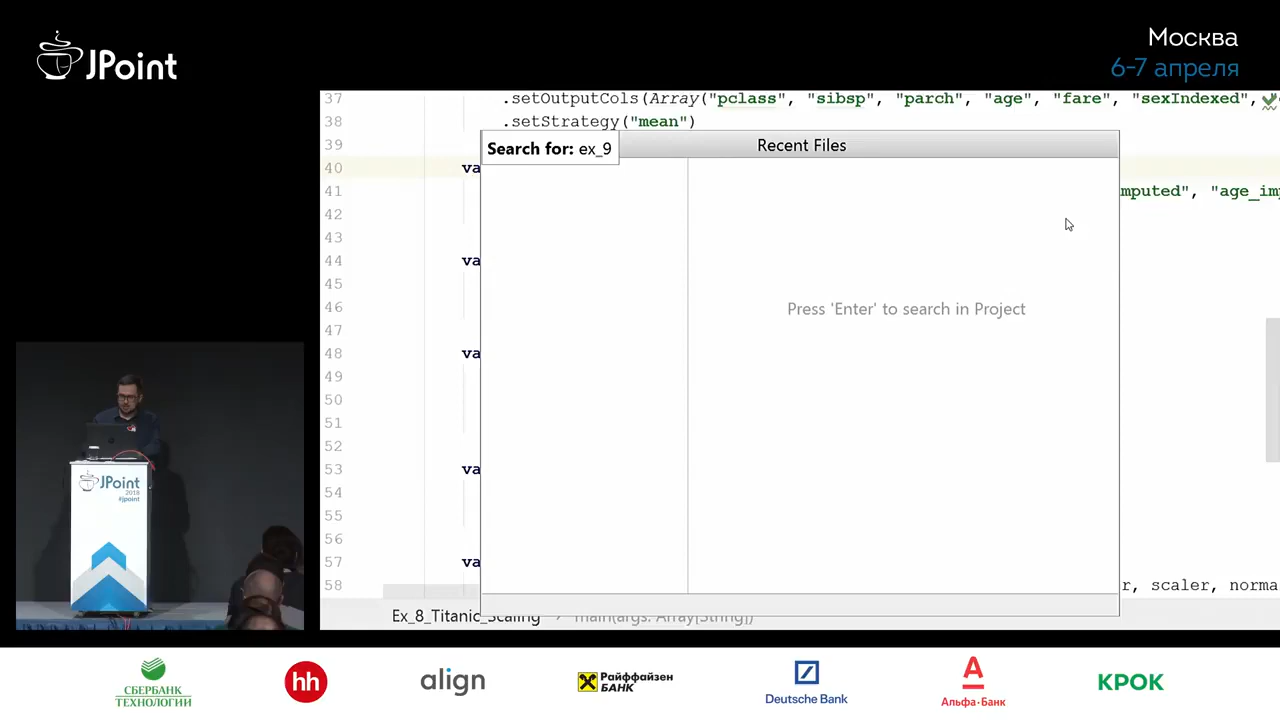 JPoint
Москва
6–7 апреля
37 .setOutputCols(Array("pclass", "sibsp", "parch", "age", "fare", "sexIndexed",
38 .setStrategy("mean")
39
Search for: ex_9
Recent Files
40 va
41 mputed", "age_imp
42
43
44 va
45
46
Press 'Enter' to search in Project
47
48 va
49
50
51
52
53 va
54
55
56
57 va
58 r, scaler, norma
Ex_8_Titanic_Scaling › main(args: Array[String])
JPoint
2018
#jpoint
СБЕРБАНК
ТЕХНОЛОГИИ
hh
align
Райффайзен
БАНК
Deutsche Bank
Альфа·Банк
КРОК